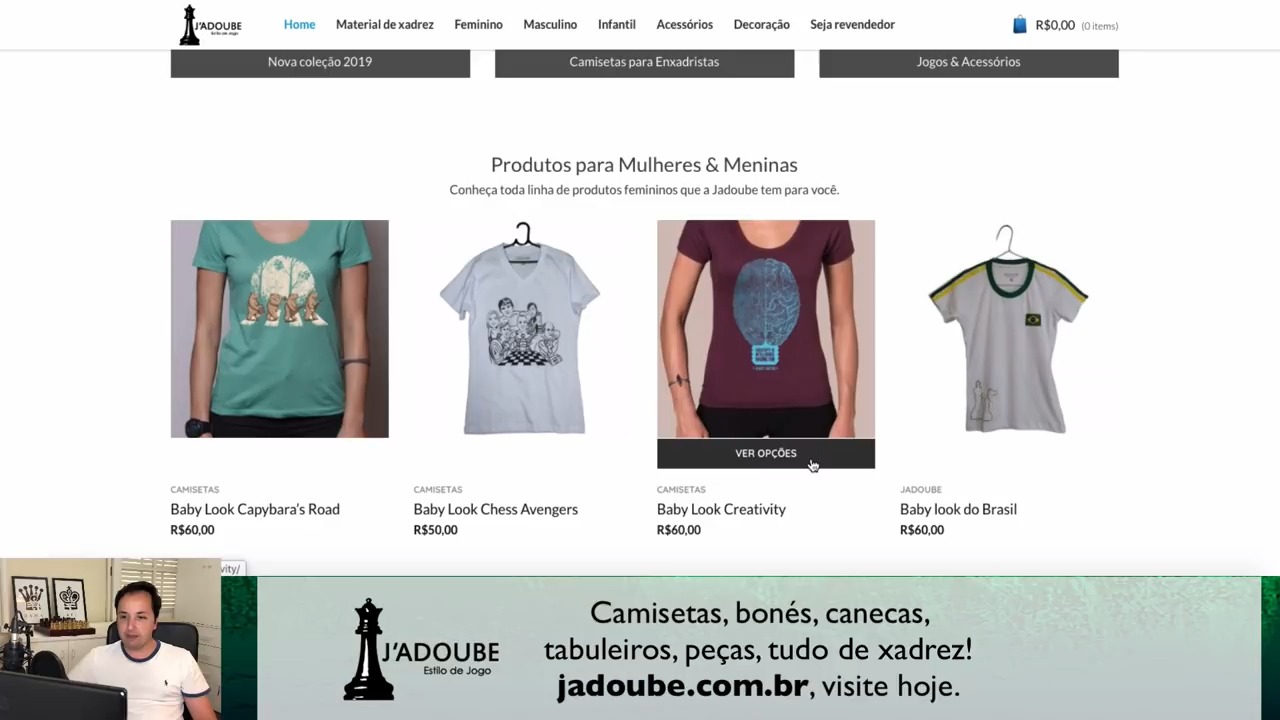 J'ADOUBE
Estilo de Jogo
Home Material de xadrez Feminino Masculino Infantil Acessórios Decoração Seja revendedor
R$0,00 (0 items)
Nova coleção 2019
Camisetas para Enxadristas
Jogos & Acessórios
Produtos para Mulheres & Meninas
Conheça toda linha de produtos femininos que a Jadoube tem para você.
VER OPÇÕES
CAMISETAS
Baby Look Capybara's Road
R$60,00
CAMISETAS
Baby Look Chess Avengers
R$50,00
CAMISETAS
Baby Look Creativity
R$60,00
JADOUBE
Baby look do Brasil
R$60,00
vity/
J'ADOUBE
Estilo de Jogo
Camisetas, bonés, canecas,
tabuleiros, peças, tudo de xadrez!
jadoube.com.br, visite hoje.